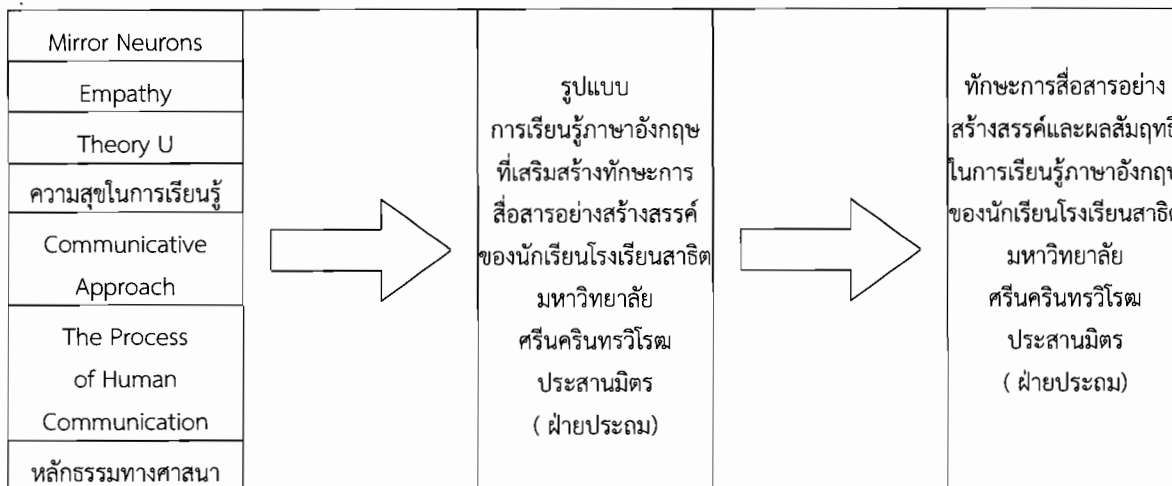 Mirror Neurons
Empathy
Theory U
ความสุขในการเรียนรู้
Communicative
Approach
The Process
of Human
Communication
หลักธรรมทางศาสนา
รูปแบบ
การเรียนรู้ภาษาอังกฤษ
ที่เสริมสร้างทักษะการ
สื่อสารอย่างสร้างสรรค์
ของนักเรียนโรงเรียนสาธิต
มหาวิทยาลัย
ศรีนครินทรวิโรฒ
ประสานมิตร
( ฝ่ายประถม)
ทักษะการสื่อสารอย่าง
สร้างสรรค์และผลสัมฤทธิ
ในการเรียนรู้ภาษาอังกฤษ
ของนักเรียนโรงเรียนสาธิต
มหาวิทยาลัย
ศรีนครินทรวิโรฒ
ประสานมิตร
( ฝ่ายประถม)